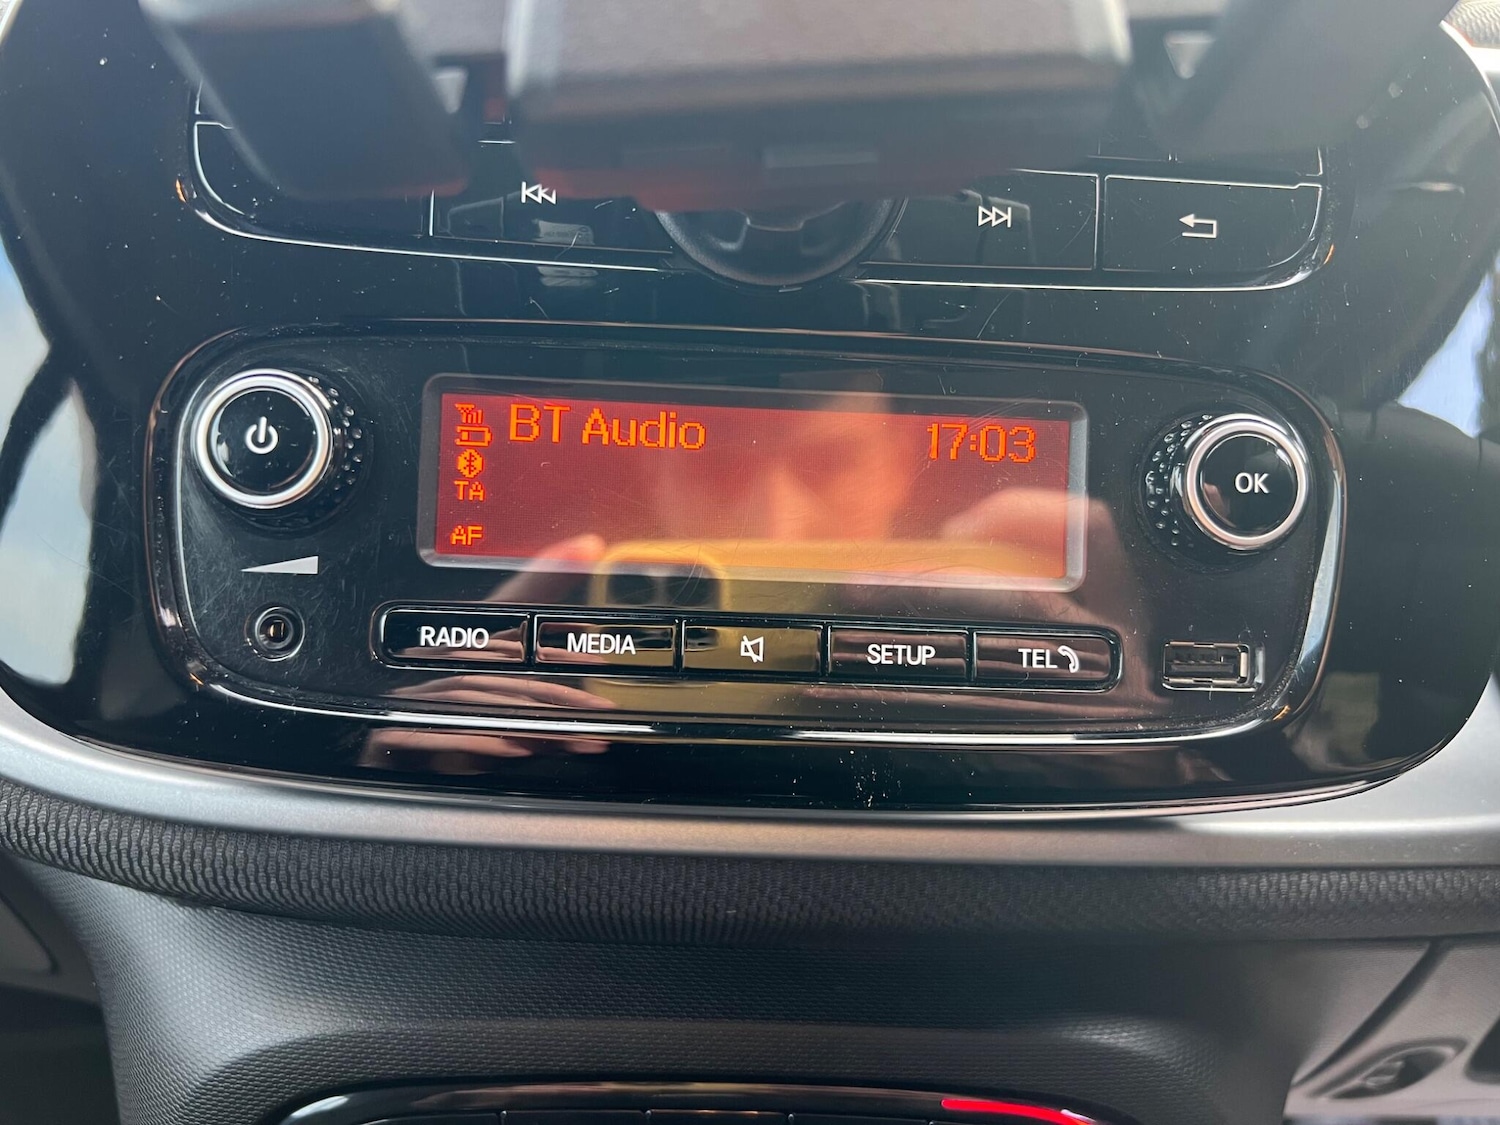 BT Audio 17:03
TA
AF
OK
RADIO MEDIA SETUP TEL